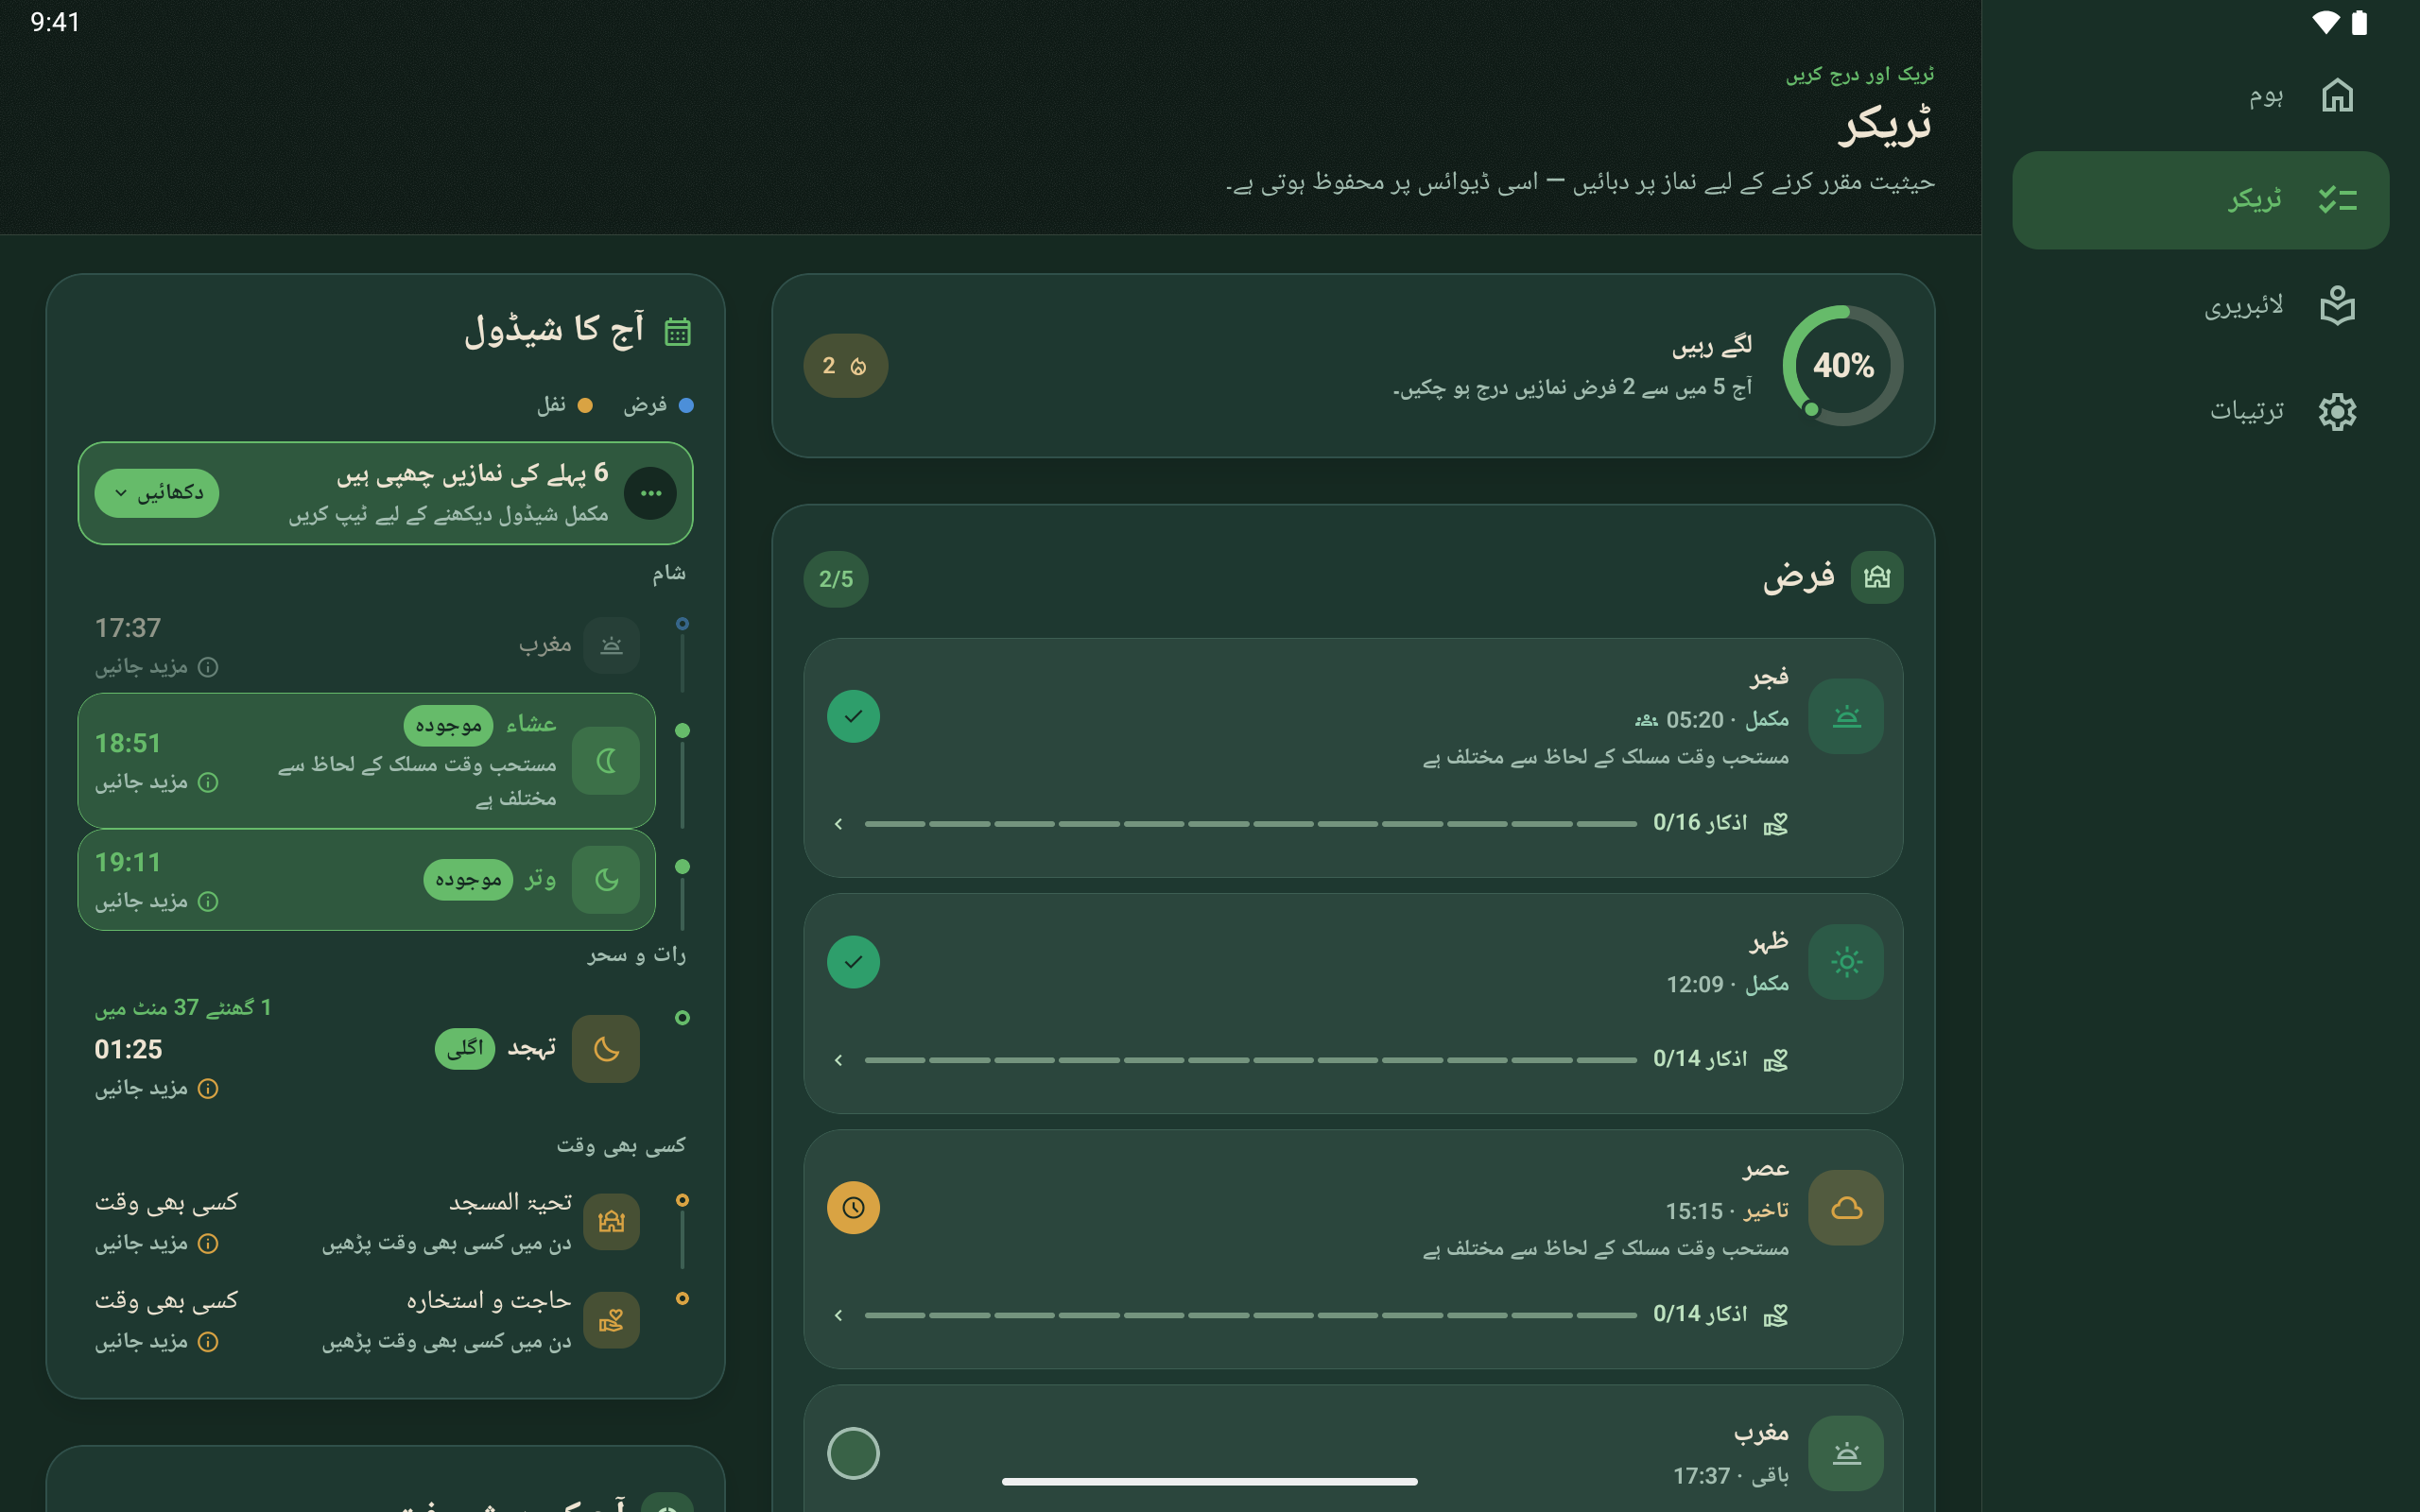 9:41
ہوم
ٹریکر
لائبریری
ترتیبات
ٹریک اور درج کریں
ٹریکر
حیثیت مقرر کرنے کے لیے نماز پر دبائیں — اسی ڈیوائس پر محفوظ ہوتی ہے۔
40%
لگے رہیں
آج 5 میں سے 2 فرض نمازیں درج ہو چکیں۔
2
فرض
2/5
فجر
مکمل · 05:20
مستحب وقت مسلک کے لحاظ سے مختلف ہے
اذکار 0/16
ظہر
مکمل · 12:09
اذکار 0/14
عصر
تاخیر · 15:15
مستحب وقت مسلک کے لحاظ سے مختلف ہے
اذکار 0/14
مغرب
باقی · 17:37
آج کا شیڈول
فرض
نفل
6 پہلے کی نمازیں چھپی ہیں
مکمل شیڈول دیکھنے کے لیے ٹیپ کریں
دکھائیں
شام
مغرب
17:37
مزید جانیں
عشاء
موجودہ
مستحب وقت مسلک کے لحاظ سے
مختلف ہے
18:51
مزید جانیں
وتر
موجودہ
19:11
مزید جانیں
رات و سحر
تہجد
اگلی
1 گھنٹے 37 منٹ میں
01:25
مزید جانیں
کسی بھی وقت
تحیۃ المسجد
دن میں کسی بھی وقت پڑھیں
کسی بھی وقت
مزید جانیں
حاجت و استخارہ
دن میں کسی بھی وقت پڑھیں
کسی بھی وقت
مزید جانیں